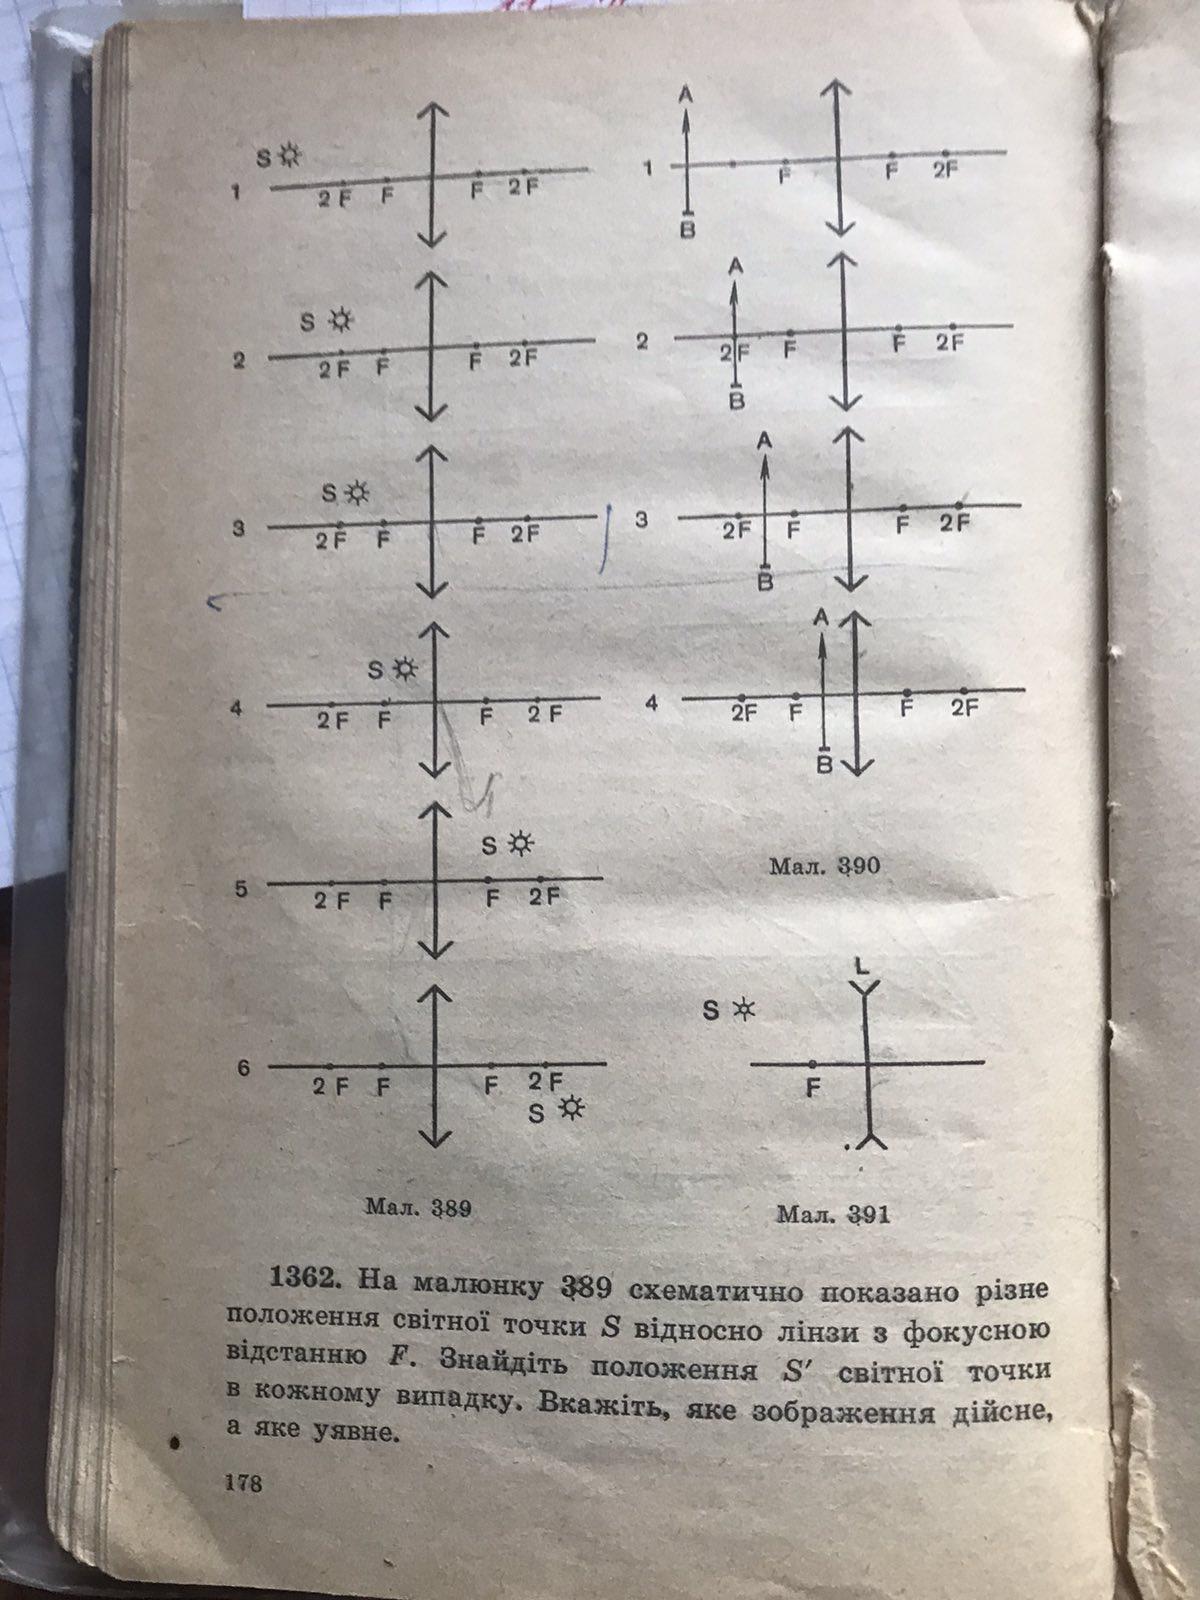 S
1 2F F F 2F
S
2 2F F F 2F
S
3 2F F F 2F
S
4 2F F F 2F
S
5 2F F F 2F
6 2F F F 2F
S
Мал. 389
A
1 F F 2F
B
A
2 2F F F 2F
B
A
3 2F F F 2F
B
A
4 2F F F 2F
B
Мал. 390
L
S
F
Мал. 391
1362. На малюнку 389 схематично показано різне
положення світної точки S відносно лінзи з фокусною
відстанню F. Знайдіть положення S′ світної точки
в кожному випадку. Вкажіть, яке зображення дійсне,
а яке уявне.
178